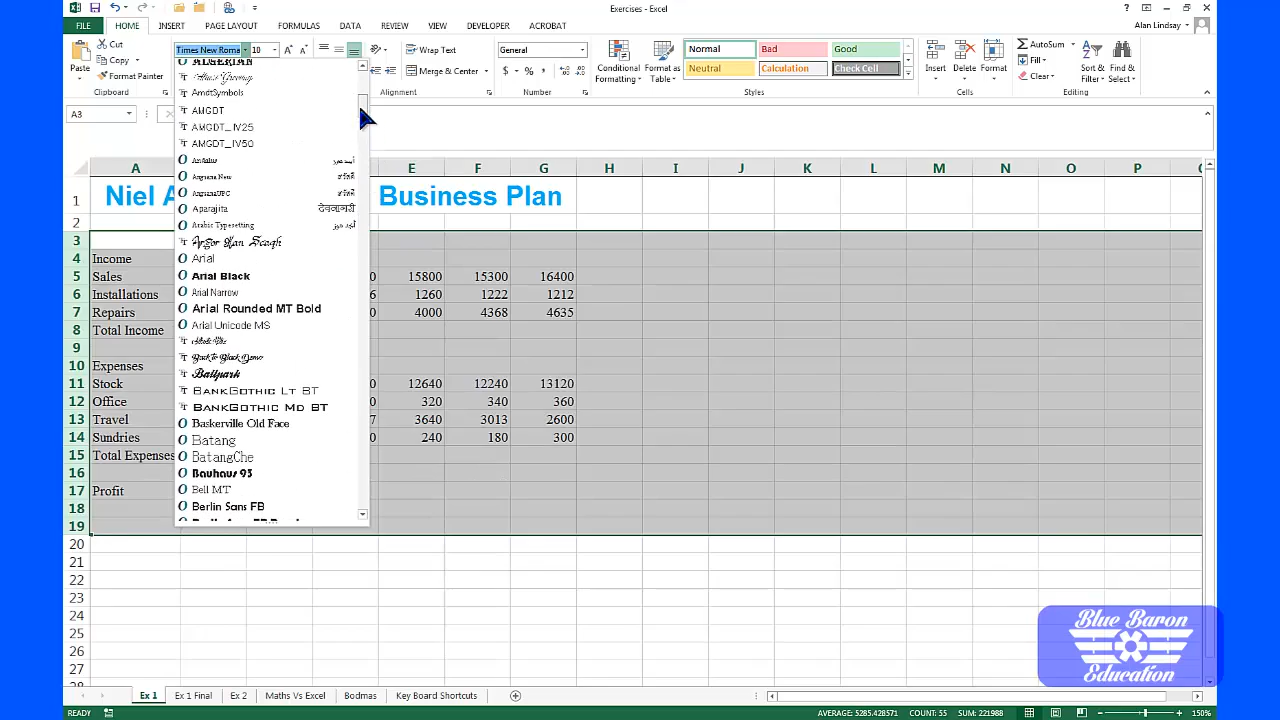 Exercises - Excel
? 
FILE HOME INSERT PAGE LAYOUT FORMULAS DATA REVIEW VIEW DEVELOPER ACROBAT Alan Lindsay
Paste Cut Copy Format Painter
Clipboard
Times New Roma 10
Wrap Text
Merge & Center
Alignment
General
$ % ,
Number
Conditional Formatting
Format as Table
Normal Bad Good
Neutral Calculation Check Cell
Styles
Insert Delete Format
Cells
AutoSum Fill Clear
Sort & Filter
Find & Select
Editing
A3
ALGERIAN
AmdtSymbols
AMGDT
AMGDT_IV25
AMGDT_IV50
Andalus
Angsana New
AngsanaUPC
Aparajita देवनागरी
Arabic Typesetting
Arial
Arial Black
Arial Narrow
Arial Rounded MT Bold
Arial Unicode MS
Back to Black Demo
Ballpark
BankGothic Lt BT
BankGothic Md BT
Baskerville Old Face
Batang
BatangChe
Bauhaus 93
Bell MT
Berlin Sans FB
A E F G H I J K L M N O P
1 Niel A Business Plan
2
3
4 Income
5 Sales 0 15800 15300 16400
6 Installations 6 1260 1222 1212
7 Repairs 0 4000 4368 4635
8 Total Income
9
10 Expenses
11 Stock 0 12640 12240 13120
12 Office 0 320 340 360
13 Travel 7 3640 3013 2600
14 Sundries 0 240 180 300
15 Total Expenses
16
17 Profit
18
19
20
21
22
23
24
25
26
27
Blue Baron
Education
Ex 1 Ex 1 Final Ex 2 Maths Vs Excel Bodmas Key Board Shortcuts
READY AVERAGE: 5285.428571 COUNT: 55 SUM: 221988 150%